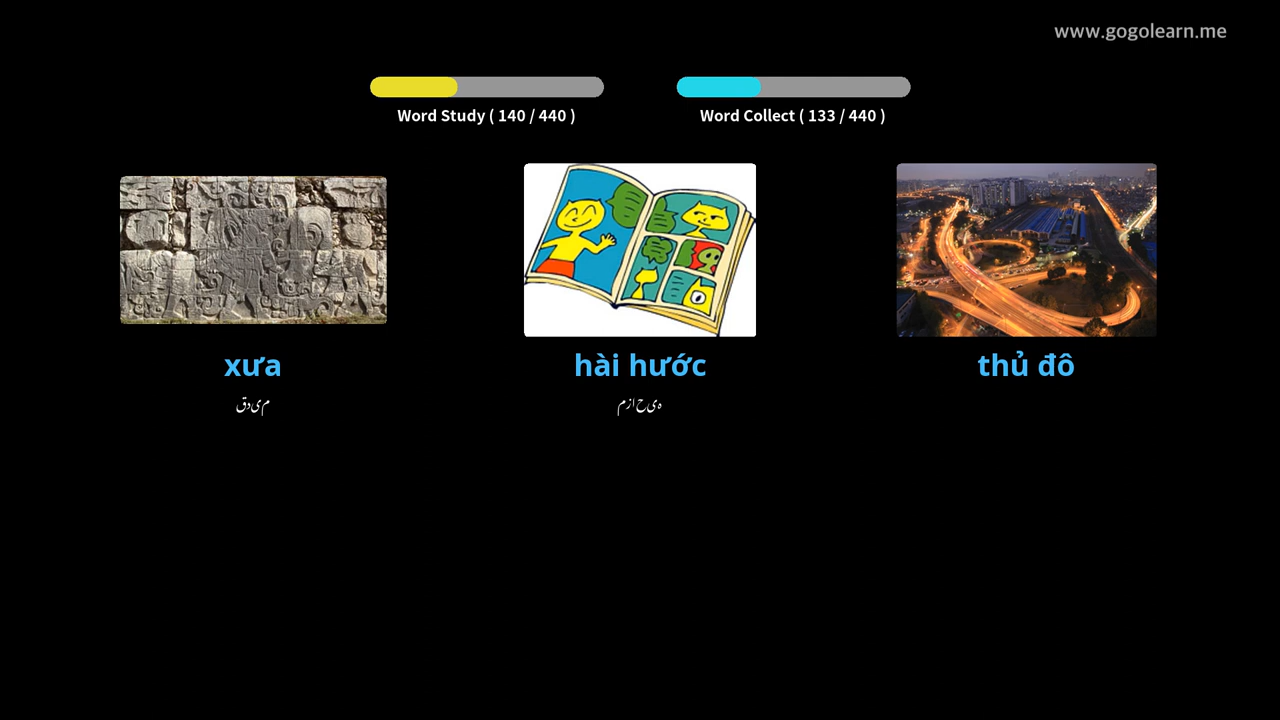 www.gogolearn.me
Word Study ( 140 / 440 )
Word Collect ( 133 / 440 )
xưa
hài hước
thủ đô
قدیم
مزاحیہ